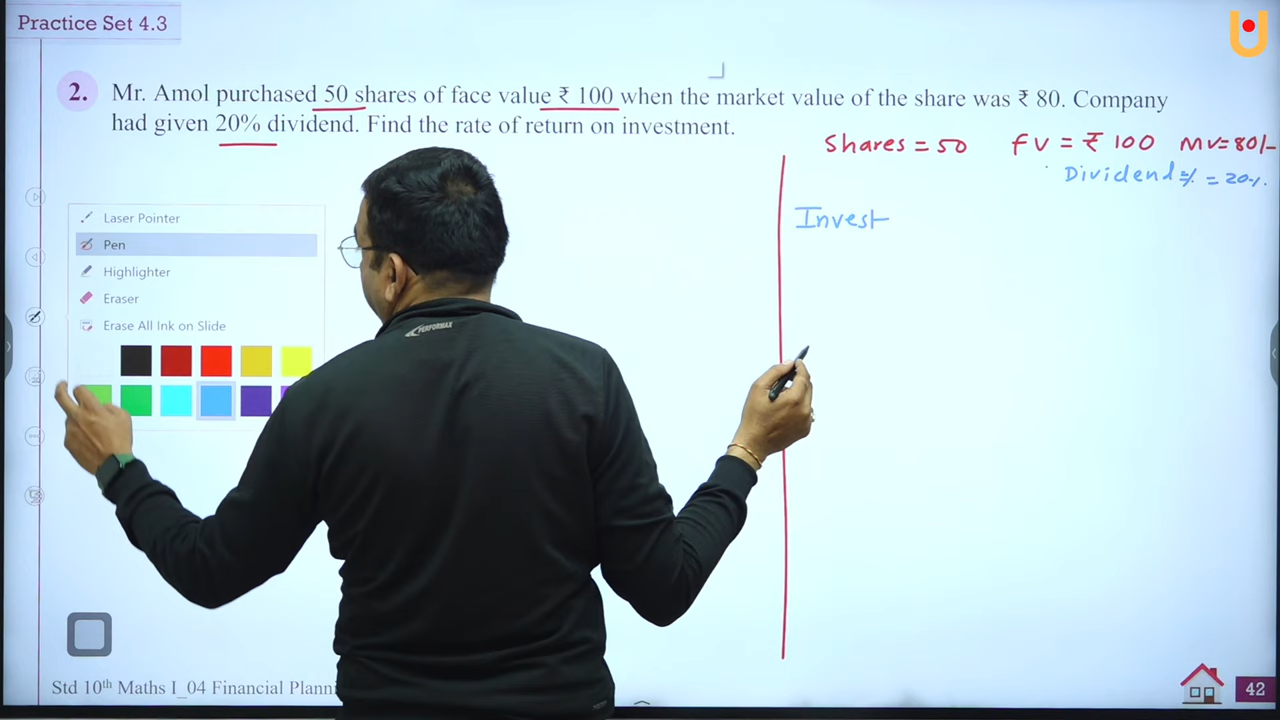 Practice Set 4.3
2. Mr. Amol purchased 50 shares of face value ₹ 100 when the market value of the share was ₹ 80. Company
had given 20% dividend. Find the rate of return on investment.
Shares = 50 FV = ₹ 100 MV=80/-
Dividend % = 20%.
Invest
Laser Pointer
Pen
Highlighter
Eraser
Erase All Ink on Slide
PERFORMAX
Std 10th Maths I_04 Financial
42